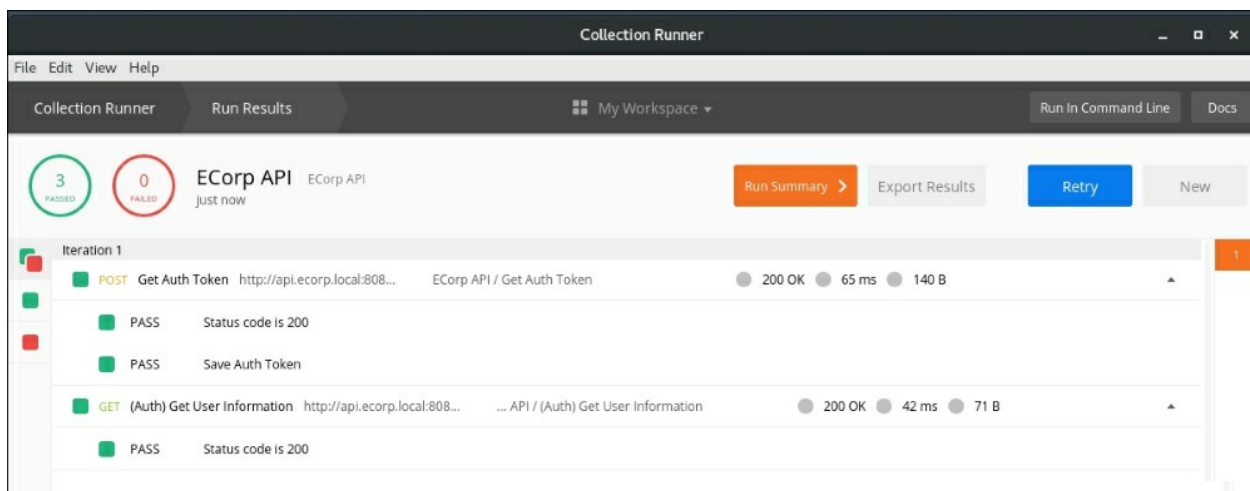 Collection Runner
File Edit View Help
Collection Runner Run Results My Workspace Run In Command Line Docs
3 PASSED 0 FAILED ECorp API ECorp API
just now
Run Summary Export Results Retry New
Iteration 1
1
POST Get Auth Token http://api.ecorp.local:808... ECorp API / Get Auth Token 200 OK 65 ms 140 B
PASS Status code is 200
PASS Save Auth Token
GET (Auth) Get User Information http://api.ecorp.local:808... ... API / (Auth) Get User Information 200 OK 42 ms 71 B
PASS Status code is 200